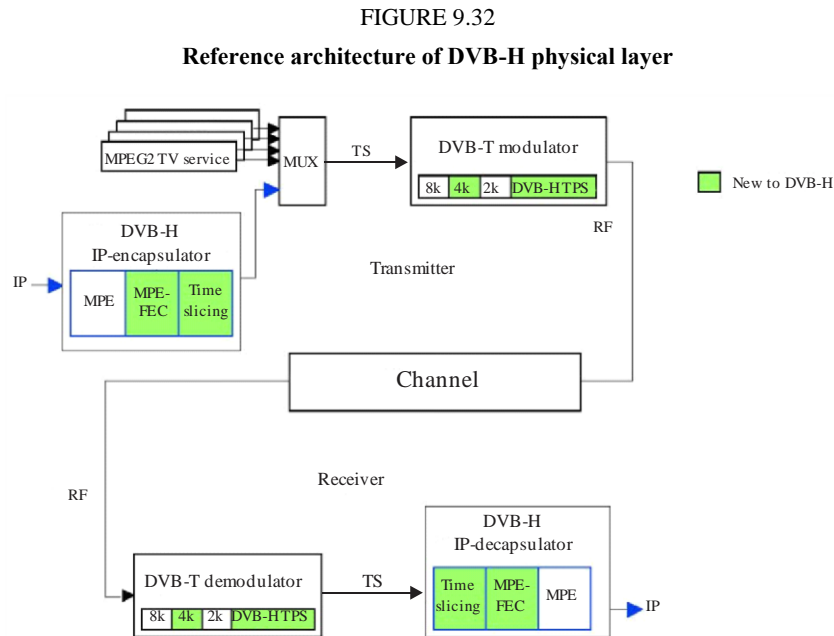 FIGURE 9.32
Reference architecture of DVB-H physical layer
MPEG2 TV service
MUX
TS
DVB-T modulator
8k
4k
2k
DVB-HTPS
New to DVB-H
RF
DVB-H
IP-encapsulator
IP
MPE
MPE-
FEC
Time
slicing
Transmitter
Channel
Receiver
RF
DVB-T demodulator
8k
4k
2k
DVB-HTPS
TS
DVB-H
IP-decapsulator
Time
slicing
MPE-
FEC
MPE
IP